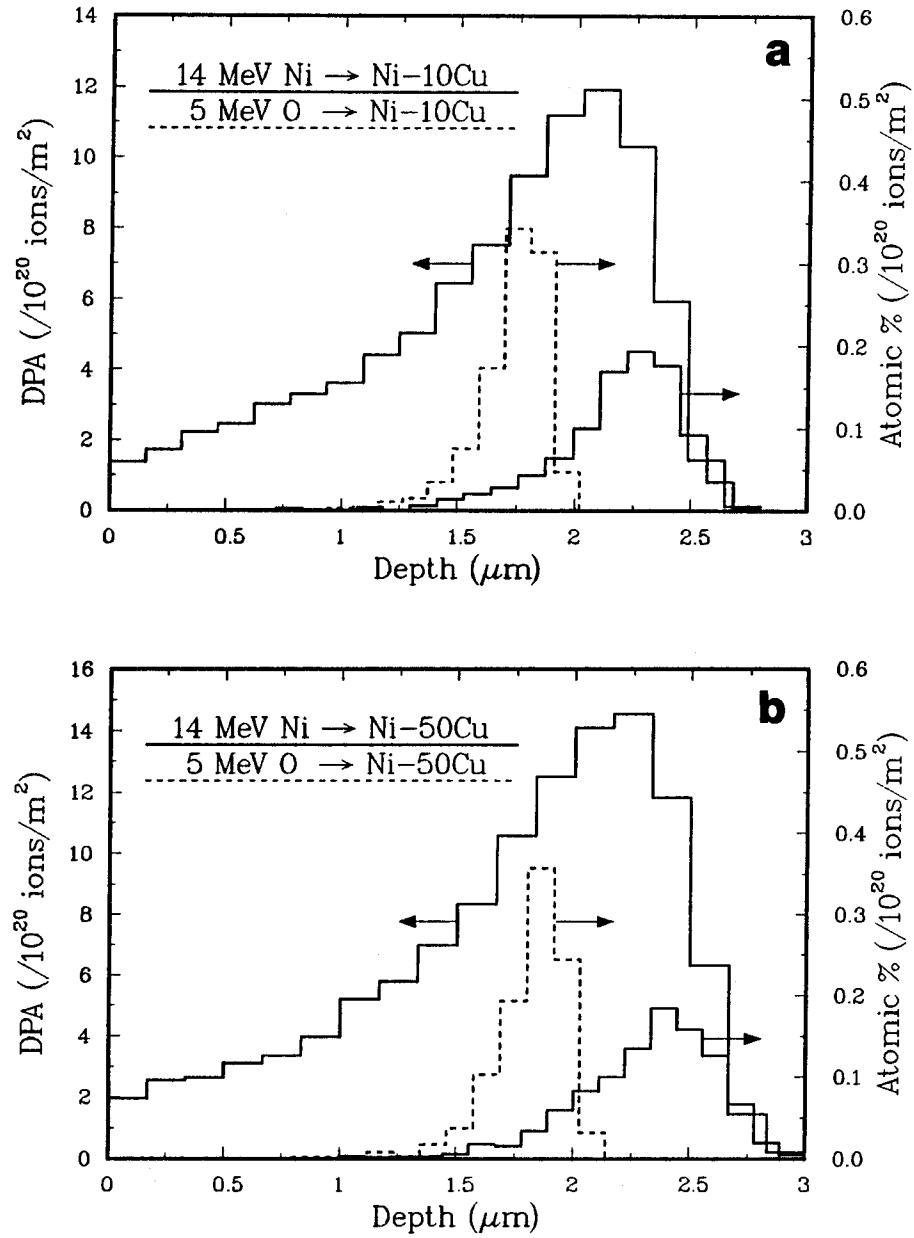 a
14 MeV Ni → Ni−10Cu
5 MeV O → Ni−10Cu
DPA (/10²⁰ ions/m²)
14
12
10
8
6
4
2
0
Atomic % (/10²⁰ ions/m²)
0.6
0.5
0.4
0.3
0.2
0.1
0.0
0 0.5 1 1.5 2 2.5 3
Depth (μm)
b
14 MeV Ni → Ni−50Cu
5 MeV O → Ni−50Cu
DPA (/10²⁰ ions/m²)
16
14
12
10
8
6
4
2
0
Atomic % (/10²⁰ ions/m²)
0.6
0.5
0.4
0.3
0.2
0.1
0.0
0 0.5 1 1.5 2 2.5 3
Depth (μm)